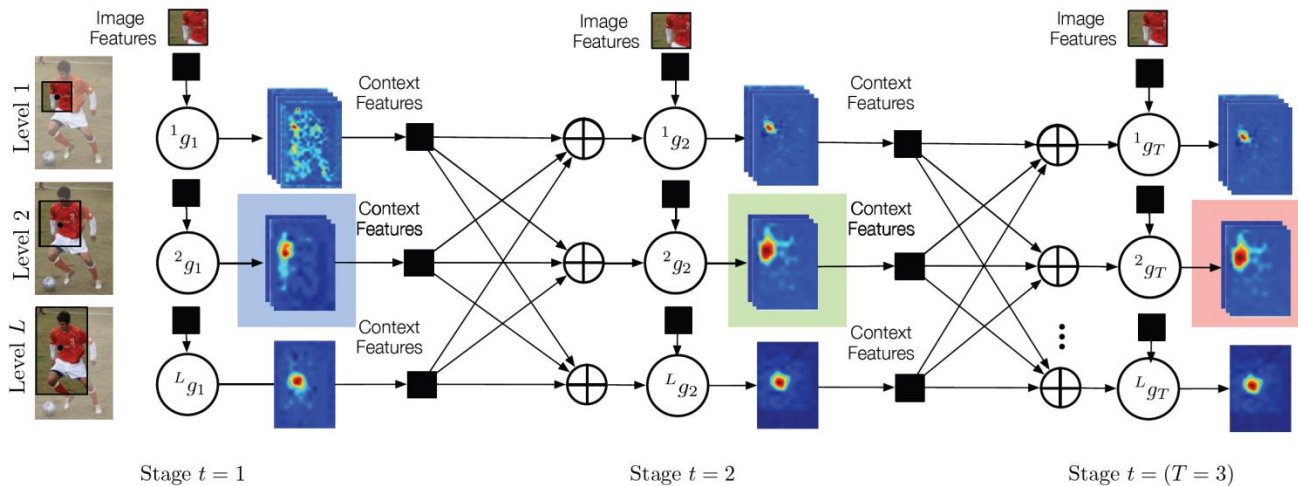 Image
Features
Image
Features
Image
Features
Level 1
Context
Features
Context
Features
¹g₁
¹g₂
¹g_T
Level 2
Context
Features
Context
Features
²g₁
²g₂
²g_T
Level L
Context
Features
Context
Features
ᴸg₁
ᴸg₂
ᴸg_T
Stage t = 1
Stage t = 2
Stage t = (T = 3)